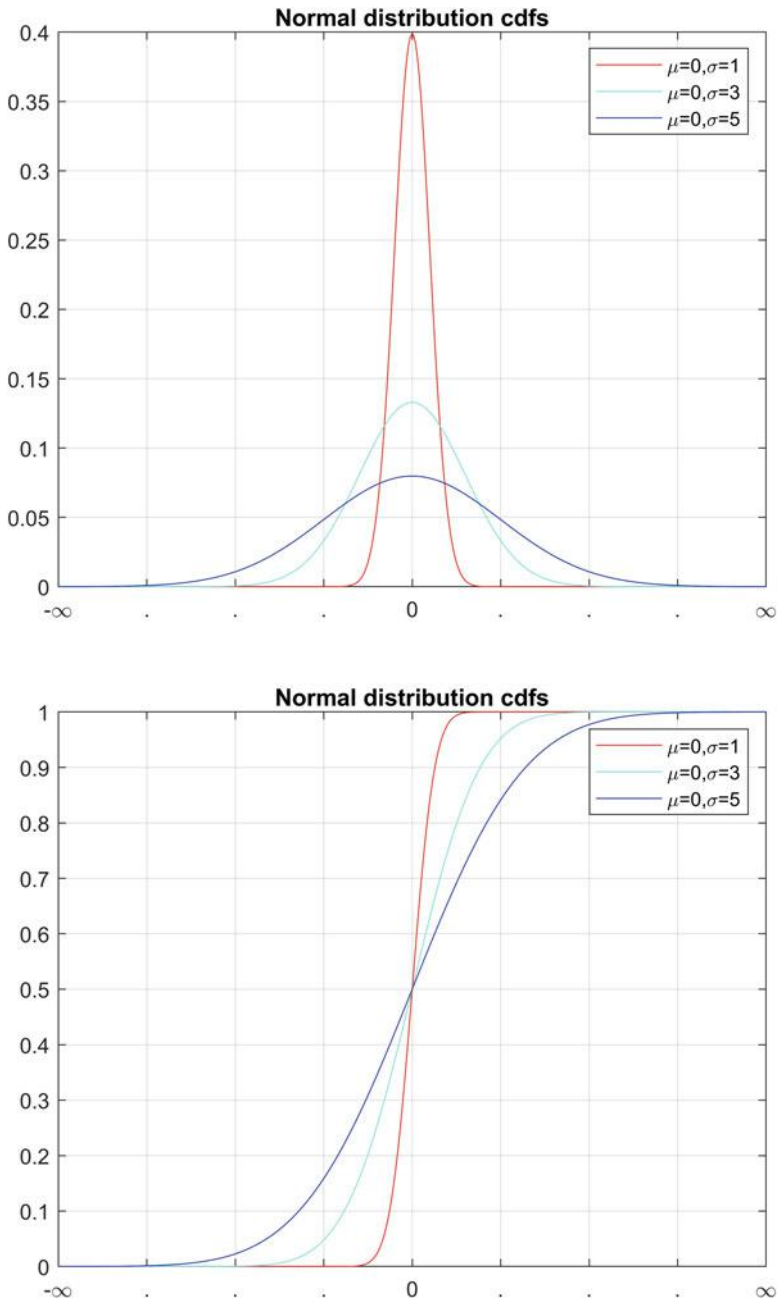 Normal distribution cdfs
0.4
μ=0,σ=1
0.35
μ=0,σ=3
μ=0,σ=5
0.3
0.25
0.2
0.15
0.1
0.05
0
-∞ . . . 0 . . . ∞
Normal distribution cdfs
1
μ=0,σ=1
0.9
μ=0,σ=3
μ=0,σ=5
0.8
0.7
0.6
0.5
0.4
0.3
0.2
0.1
0
-∞ . . . 0 . . . ∞